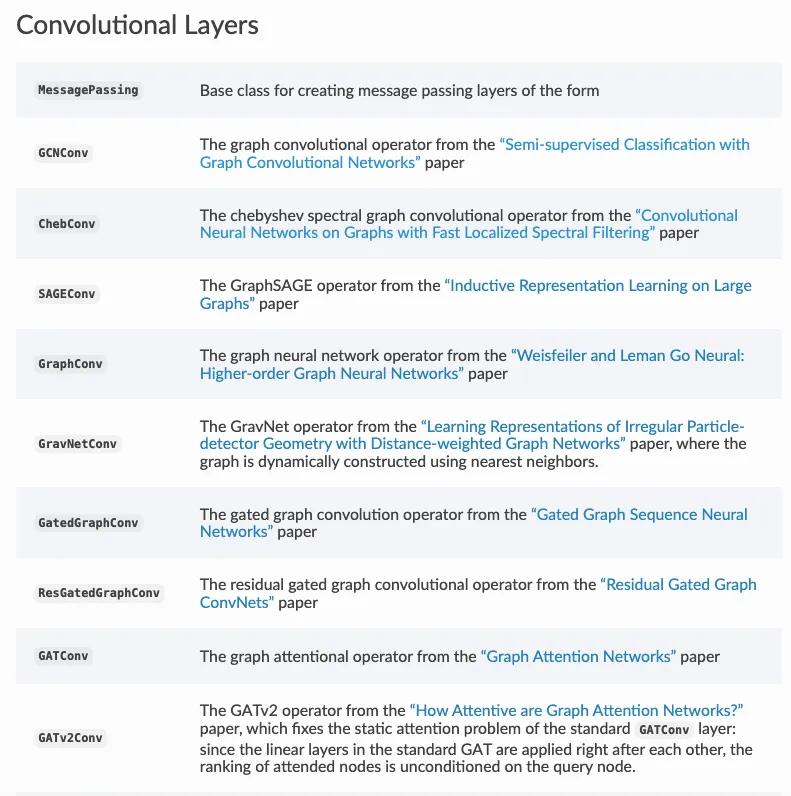 Convolutional Layers
MessagePassing Base class for creating message passing layers of the form
GCNConv The graph convolutional operator from the “Semi-supervised Classification with
Graph Convolutional Networks” paper
ChebConv The chebyshev spectral graph convolutional operator from the “Convolutional
Neural Networks on Graphs with Fast Localized Spectral Filtering” paper
SAGEConv The GraphSAGE operator from the “Inductive Representation Learning on Large
Graphs” paper
GraphConv The graph neural network operator from the “Weisfeiler and Leman Go Neural:
Higher-order Graph Neural Networks” paper
The GravNet operator from the “Learning Representations of Irregular Particle-
GravNetConv detector Geometry with Distance-weighted Graph Networks” paper, where the
graph is dynamically constructed using nearest neighbors.
GatedGraphConv The gated graph convolution operator from the “Gated Graph Sequence Neural
Networks” paper
ResGatedGraphConv The residual gated graph convolutional operator from the “Residual Gated Graph
ConvNets” paper
GATConv The graph attentional operator from the “Graph Attention Networks” paper
The GATv2 operator from the “How Attentive are Graph Attention Networks?”
paper, which fixes the static attention problem of the standard GATConv layer:
GATv2Conv since the linear layers in the standard GAT are applied right after each other, the
ranking of attended nodes is unconditioned on the query node.